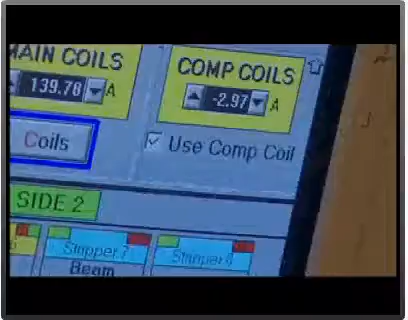 MAIN COILS
139.78 A
COMP COILS
-2.97 A
Coils
Use Comp Coil
SIDE 2
Stripper 7
Stripper 8
Beam